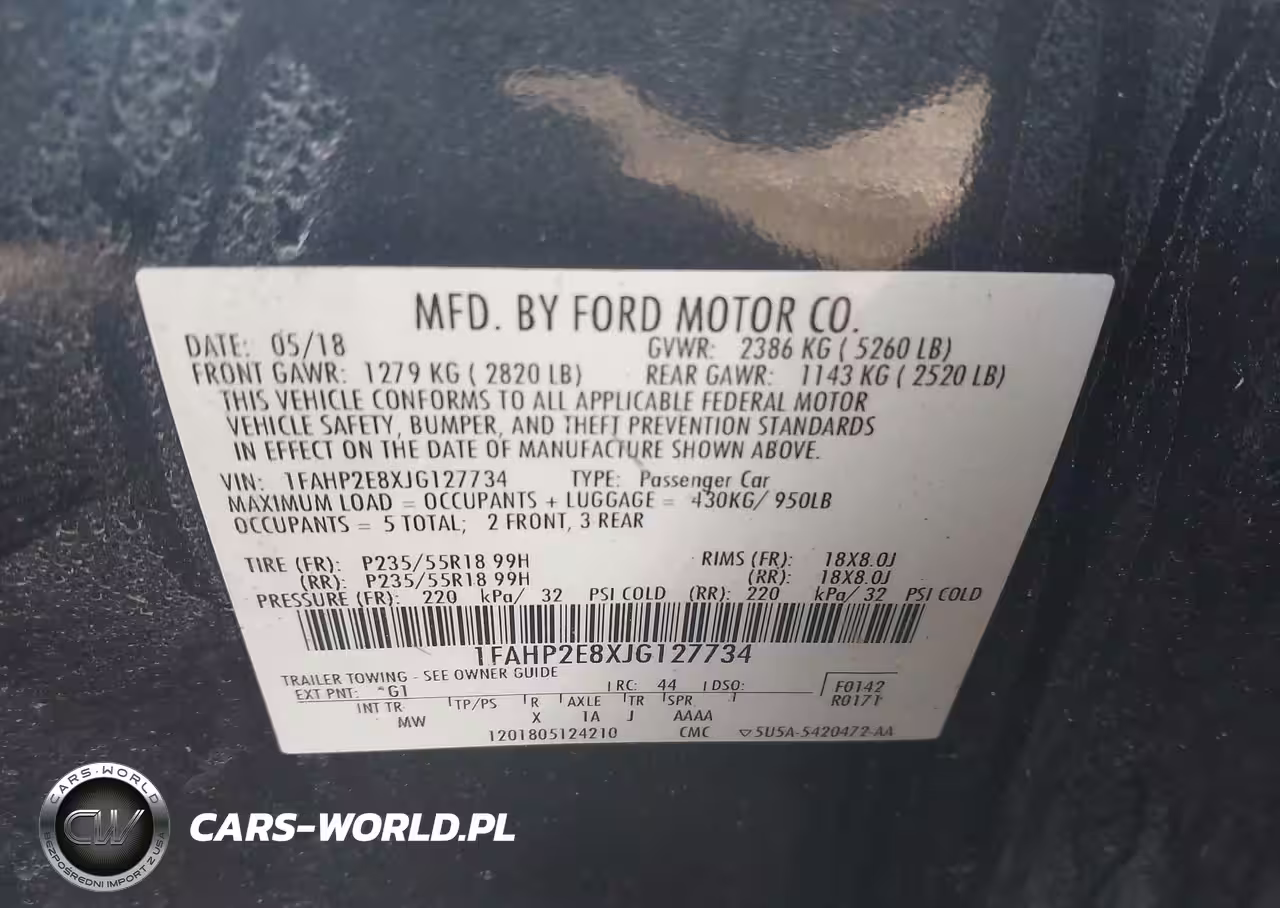 MFD. BY FORD MOTOR CO.
DATE: 05/18 GVWR: 2386 KG ( 5260 LB)
FRONT GAWR: 1279 KG ( 2820 LB) REAR GAWR: 1143 KG ( 2520 LB)
THIS VEHICLE CONFORMS TO ALL APPLICABLE FEDERAL MOTOR
VEHICLE SAFETY, BUMPER, AND THEFT PREVENTION STANDARDS
IN EFFECT ON THE DATE OF MANUFACTURE SHOWN ABOVE.
VIN: 1FAHP2E8XJG127734 TYPE: Passenger Car
MAXIMUM LOAD = OCCUPANTS + LUGGAGE = 430KG/ 950LB
OCCUPANTS = 5 TOTAL; 2 FRONT, 3 REAR
TIRE (FR): P235/55R18 99H RIMS (FR): 18X8.0J
(RR): P235/55R18 99H (RR): 18X8.0J
PRESSURE (FR): 220 kPa/ 32 PSI COLD (RR): 220 kPa/ 32 PSI COLD
1FAHP2E8XJG127734
TRAILER TOWING - SEE OWNER GUIDE
EXT PNT: *G1 RC: 44 DSO: F0142
INT TR TP/PS R AXLE TR SPR R0171
MW X 1A J AAAA
1201805124210 CMC ▽5U5A-5420472-AA
CARS-WORLD
CW
BEZPOŚREDNI IMPORT Z USA
CARS-WORLD.PL